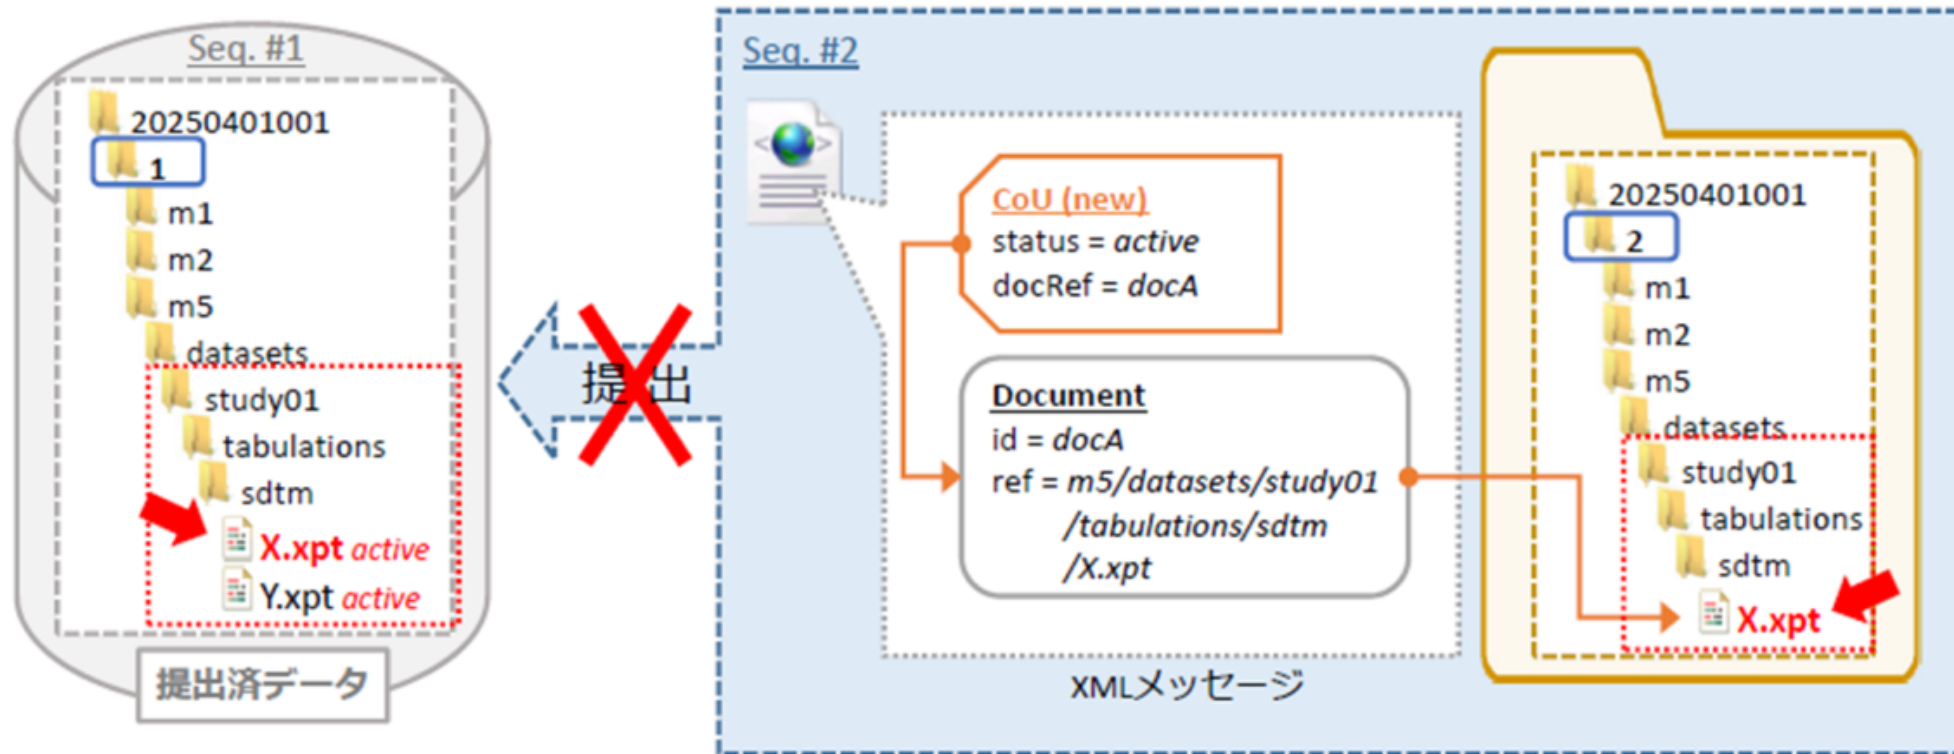 Seq. #1
20250401001
1
m1
m2
m5
datasets
study01
tabulations
sdtm
X.xpt active
Y.xpt active
提出済データ
提出
Seq. #2
CoU (new)
status = active
docRef = docA
Document
id = docA
ref = m5/datasets/study01
/tabulations/sdtm
/X.xpt
XMLメッセージ
20250401001
2
m1
m2
m5
datasets
study01
tabulations
sdtm
X.xpt